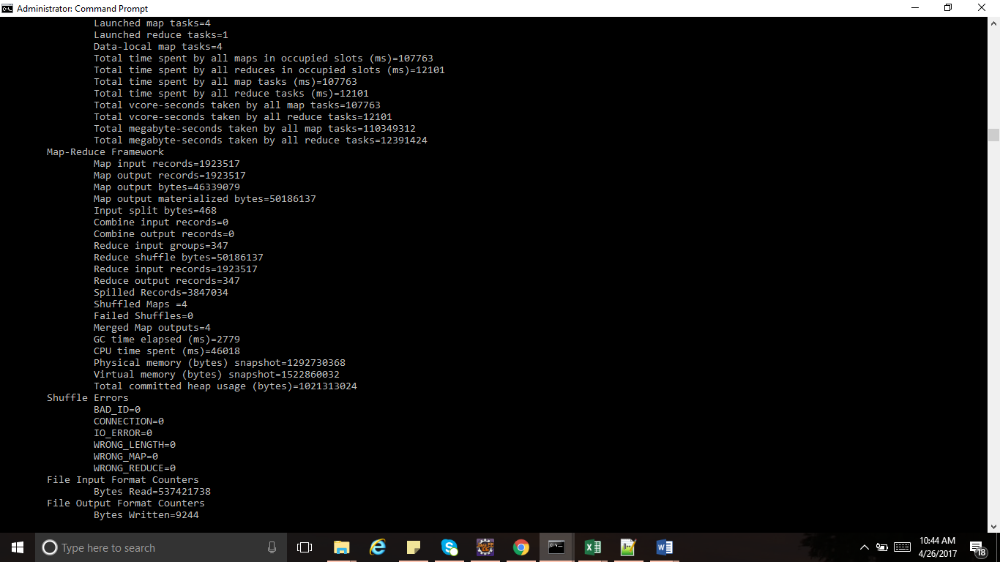 Administrator: Command Prompt
Launched map tasks=4
Launched reduce tasks=1
Data-local map tasks=4
Total time spent by all maps in occupied slots (ms)=107763
Total time spent by all reduces in occupied slots (ms)=12101
Total time spent by all map tasks (ms)=107763
Total time spent by all reduce tasks (ms)=12101
Total vcore-seconds taken by all map tasks=107763
Total vcore-seconds taken by all reduce tasks=12101
Total megabyte-seconds taken by all map tasks=110349312
Total megabyte-seconds taken by all reduce tasks=12391424
Map-Reduce Framework
Map input records=1923517
Map output records=1923517
Map output bytes=46339079
Map output materialized bytes=50186137
Input split bytes=468
Combine input records=0
Combine output records=0
Reduce input groups=347
Reduce shuffle bytes=50186137
Reduce input records=1923517
Reduce output records=347
Spilled Records=3847034
Shuffled Maps =4
Failed Shuffles=0
Merged Map outputs=4
GC time elapsed (ms)=2779
CPU time spent (ms)=46018
Physical memory (bytes) snapshot=1292730368
Virtual memory (bytes) snapshot=1522860032
Total committed heap usage (bytes)=1021313024
Shuffle Errors
BAD_ID=0
CONNECTION=0
IO_ERROR=0
WRONG_LENGTH=0
WRONG_MAP=0
WRONG_REDUCE=0
File Input Format Counters
Bytes Read=537421738
File Output Format Counters
Bytes Written=9244
Type here to search
10:44 AM
4/26/2017
18